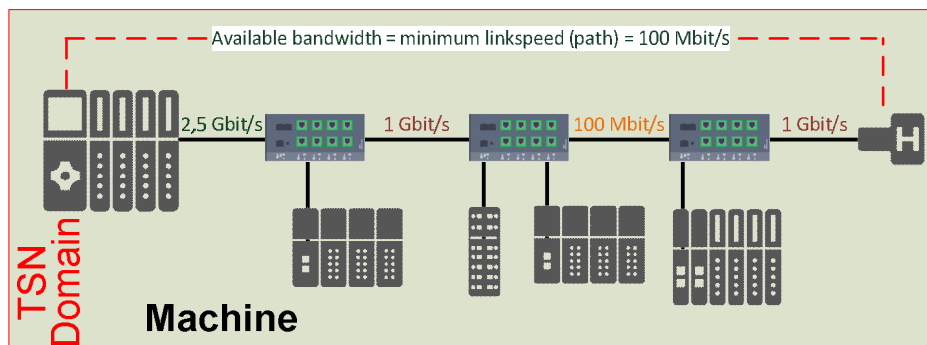 Available bandwidth = minimum linkspeed (path) = 100 Mbit/s
2,5 Gbit/s
1 Gbit/s
100 Mbit/s
1 Gbit/s
H
TSN
Domain
Machine